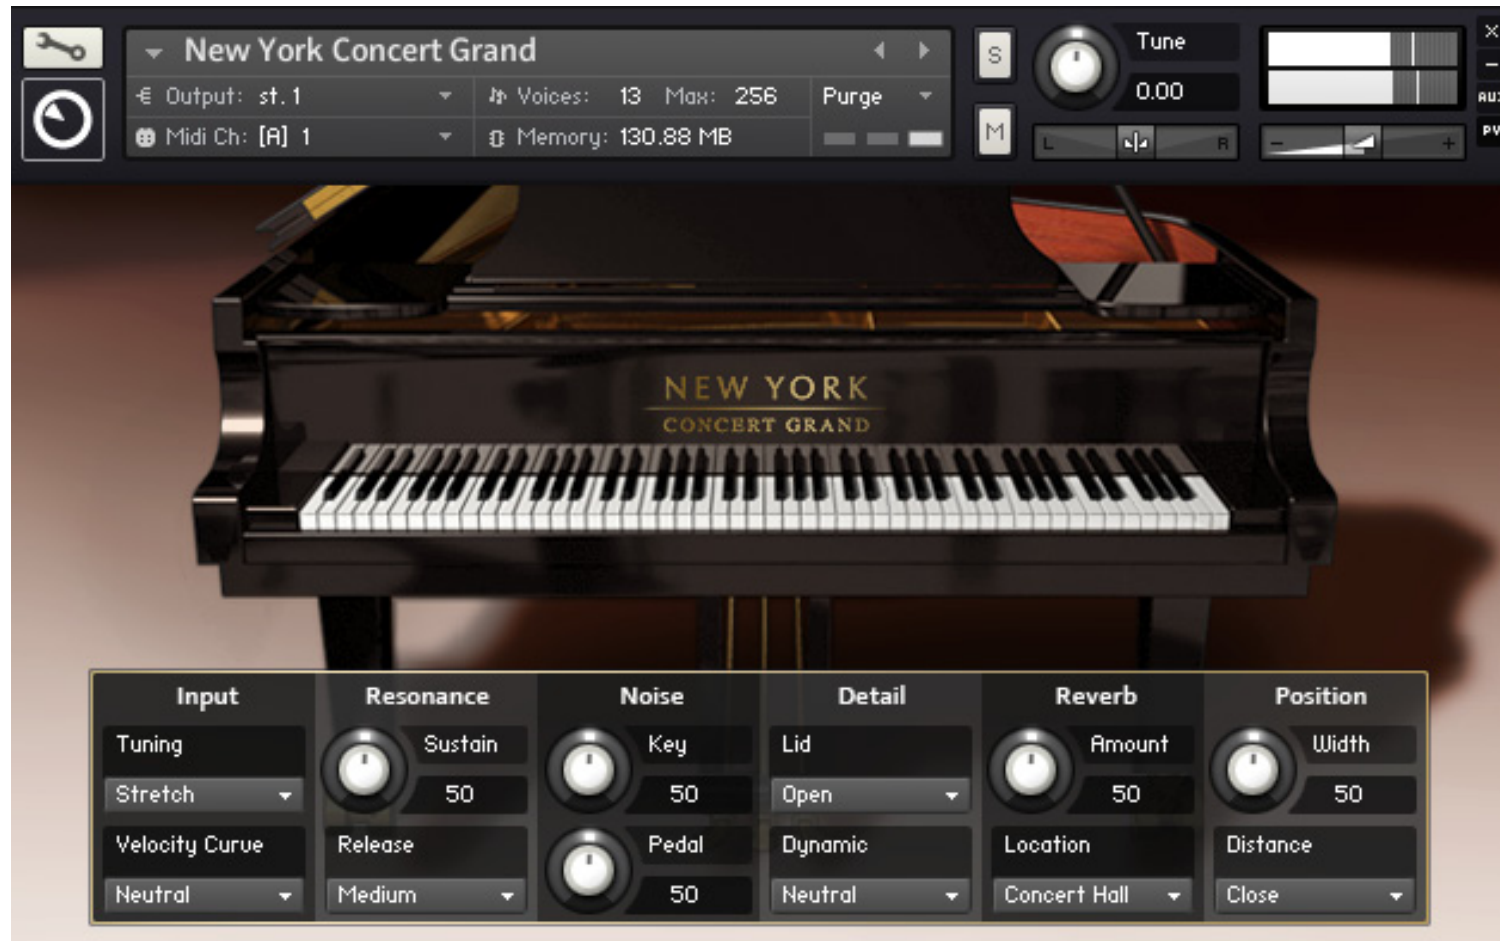 New York Concert Grand
S
Tune
0.00
Output: st. 1
Voices: 13 Max: 256
Purge
AUX
Midi Ch: [A] 1
Memory: 130.88 MB
M
L
R
PV
NEW YORK
CONCERT GRAND
Input
Resonance
Noise
Detail
Reverb
Position
Tuning
Sustain
Key
Lid
Amount
Width
Stretch
50
50
Open
50
50
Velocity Curve
Release
Pedal
Dynamic
Location
Distance
Neutral
Medium
50
Neutral
Concert Hall
Close